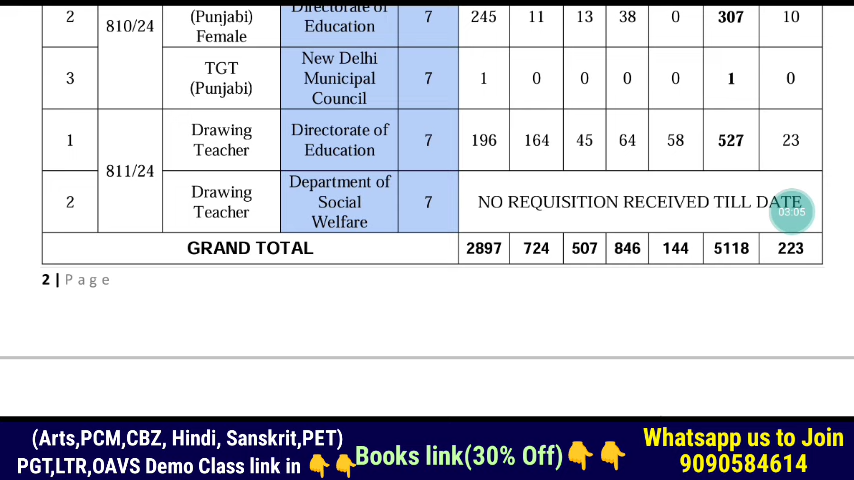 2 810/24 (Punjabi) Female Directorate of Education 7 245 11 13 38 0 307 10
3 TGT (Punjabi) New Delhi Municipal Council 7 1 0 0 0 0 1 0
1 811/24 Drawing Teacher Directorate of Education 7 196 164 45 64 58 527 23
2 Drawing Teacher Department of Social Welfare 7 NO REQUISITION RECEIVED TILL DATE
03:05
GRAND TOTAL 2897 724 507 846 144 5118 223
2 | Page
(Arts,PCM,CBZ, Hindi, Sanskrit,PET)
PGT,LTR,OAVS Demo Class link in 👇👇
Books link(30% Off)👇👇
Whatsapp us to Join
9090584614